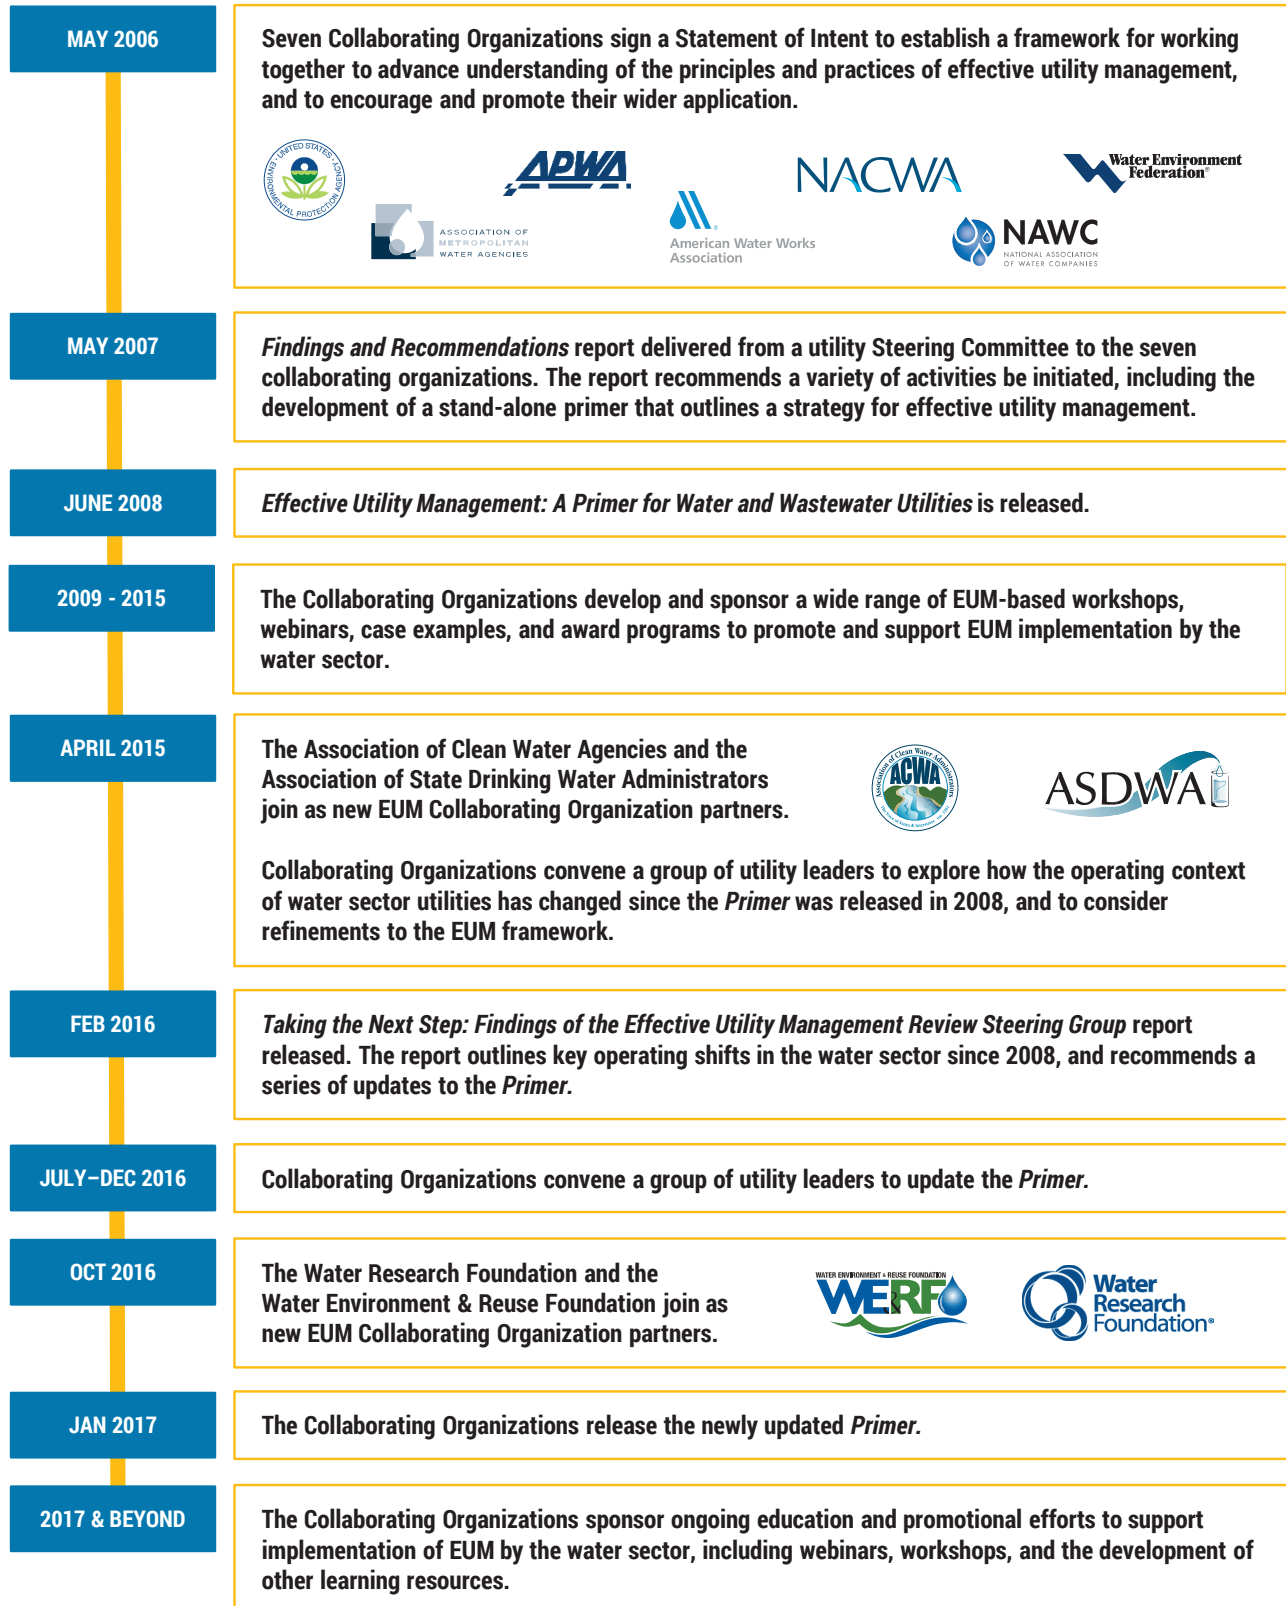 MAY 2006
Seven Collaborating Organizations sign a Statement of Intent to establish a framework for working
together to advance understanding of the principles and practices of effective utility management,
and to encourage and promote their wider application.
UNITED STATES
ENVIRONMENTAL PROTECTION AGENCY
APWA
NACWA
Water Environment
Federation®
ASSOCIATION OF
METROPOLITAN
WATER AGENCIES
American Water Works
Association
NAWC
NATIONAL ASSOCIATION
OF WATER COMPANIES
MAY 2007
Findings and Recommendations report delivered from a utility Steering Committee to the seven
collaborating organizations. The report recommends a variety of activities be initiated, including the
development of a stand-alone primer that outlines a strategy for effective utility management.
JUNE 2008
Effective Utility Management: A Primer for Water and Wastewater Utilities is released.
2009 - 2015
The Collaborating Organizations develop and sponsor a wide range of EUM-based workshops,
webinars, case examples, and award programs to promote and support EUM implementation by the
water sector.
APRIL 2015
The Association of Clean Water Agencies and the
Association of State Drinking Water Administrators
join as new EUM Collaborating Organization partners.
Association of Clean Water Administrators
ACWA
ASDWA
Collaborating Organizations convene a group of utility leaders to explore how the operating context
of water sector utilities has changed since the Primer was released in 2008, and to consider
refinements to the EUM framework.
FEB 2016
Taking the Next Step: Findings of the Effective Utility Management Review Steering Group report
released. The report outlines key operating shifts in the water sector since 2008, and recommends a
series of updates to the Primer.
JULY–DEC 2016
Collaborating Organizations convene a group of utility leaders to update the Primer.
OCT 2016
The Water Research Foundation and the
Water Environment & Reuse Foundation join as
new EUM Collaborating Organization partners.
WATER ENVIRONMENT & REUSE FOUNDATION
WE&RF
Water
Research
Foundation®
JAN 2017
The Collaborating Organizations release the newly updated Primer.
2017 & BEYOND
The Collaborating Organizations sponsor ongoing education and promotional efforts to support
implementation of EUM by the water sector, including webinars, workshops, and the development of
other learning resources.